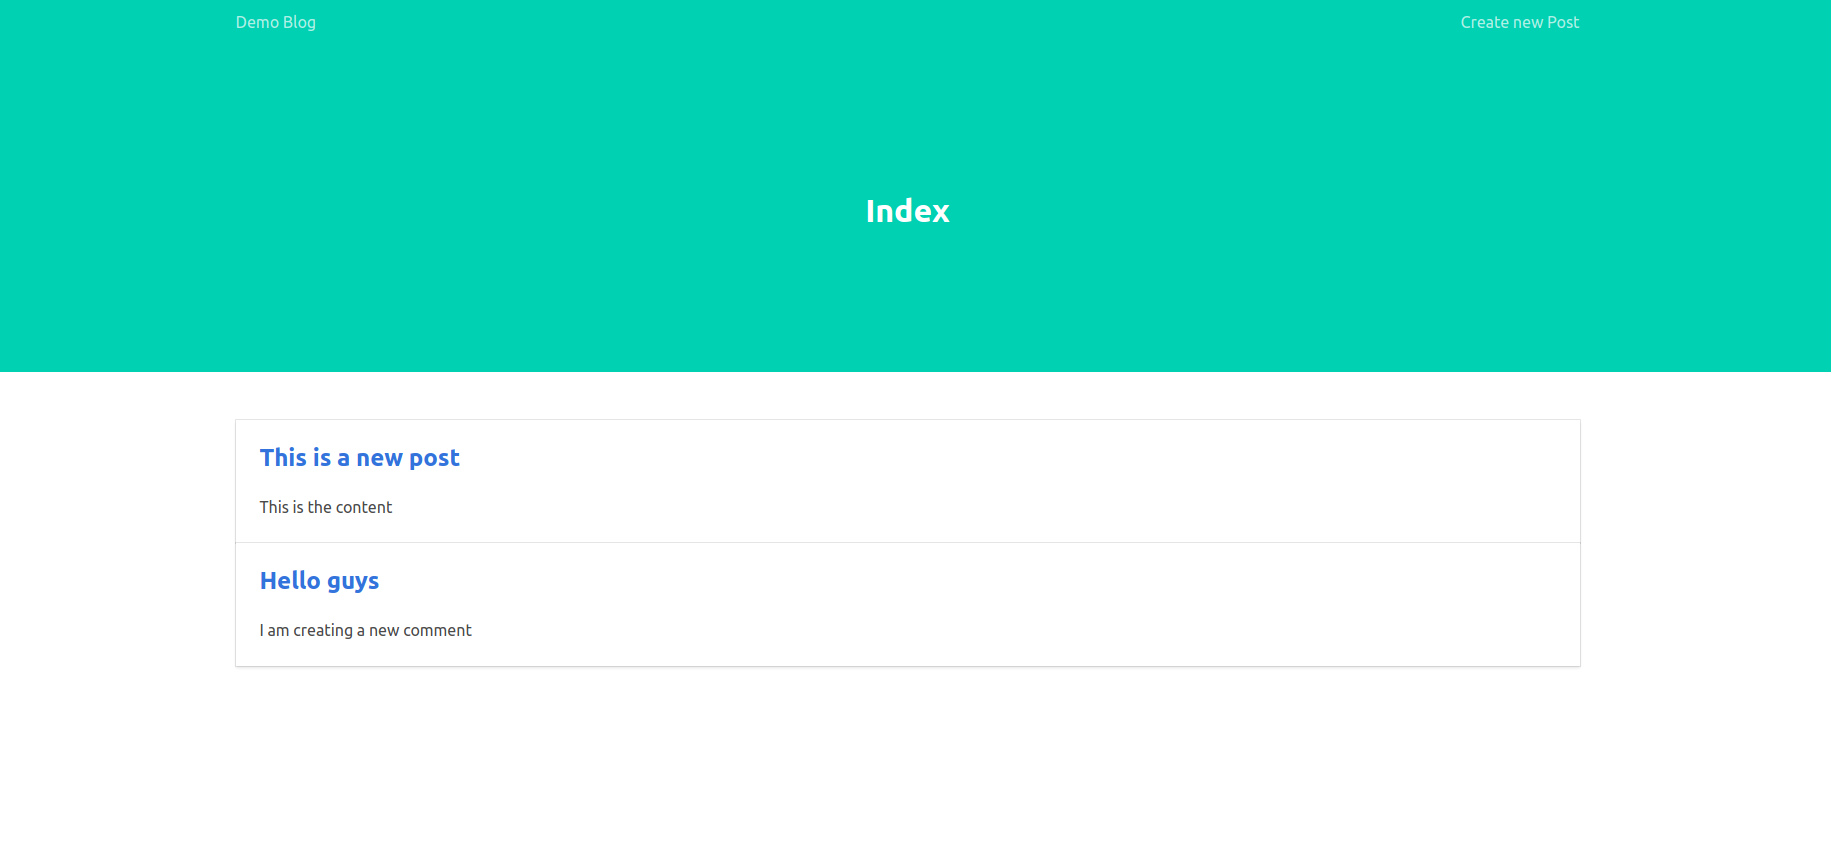 Demo Blog
Create new Post
Index
This is a new post
This is the content
Hello guys
I am creating a new comment